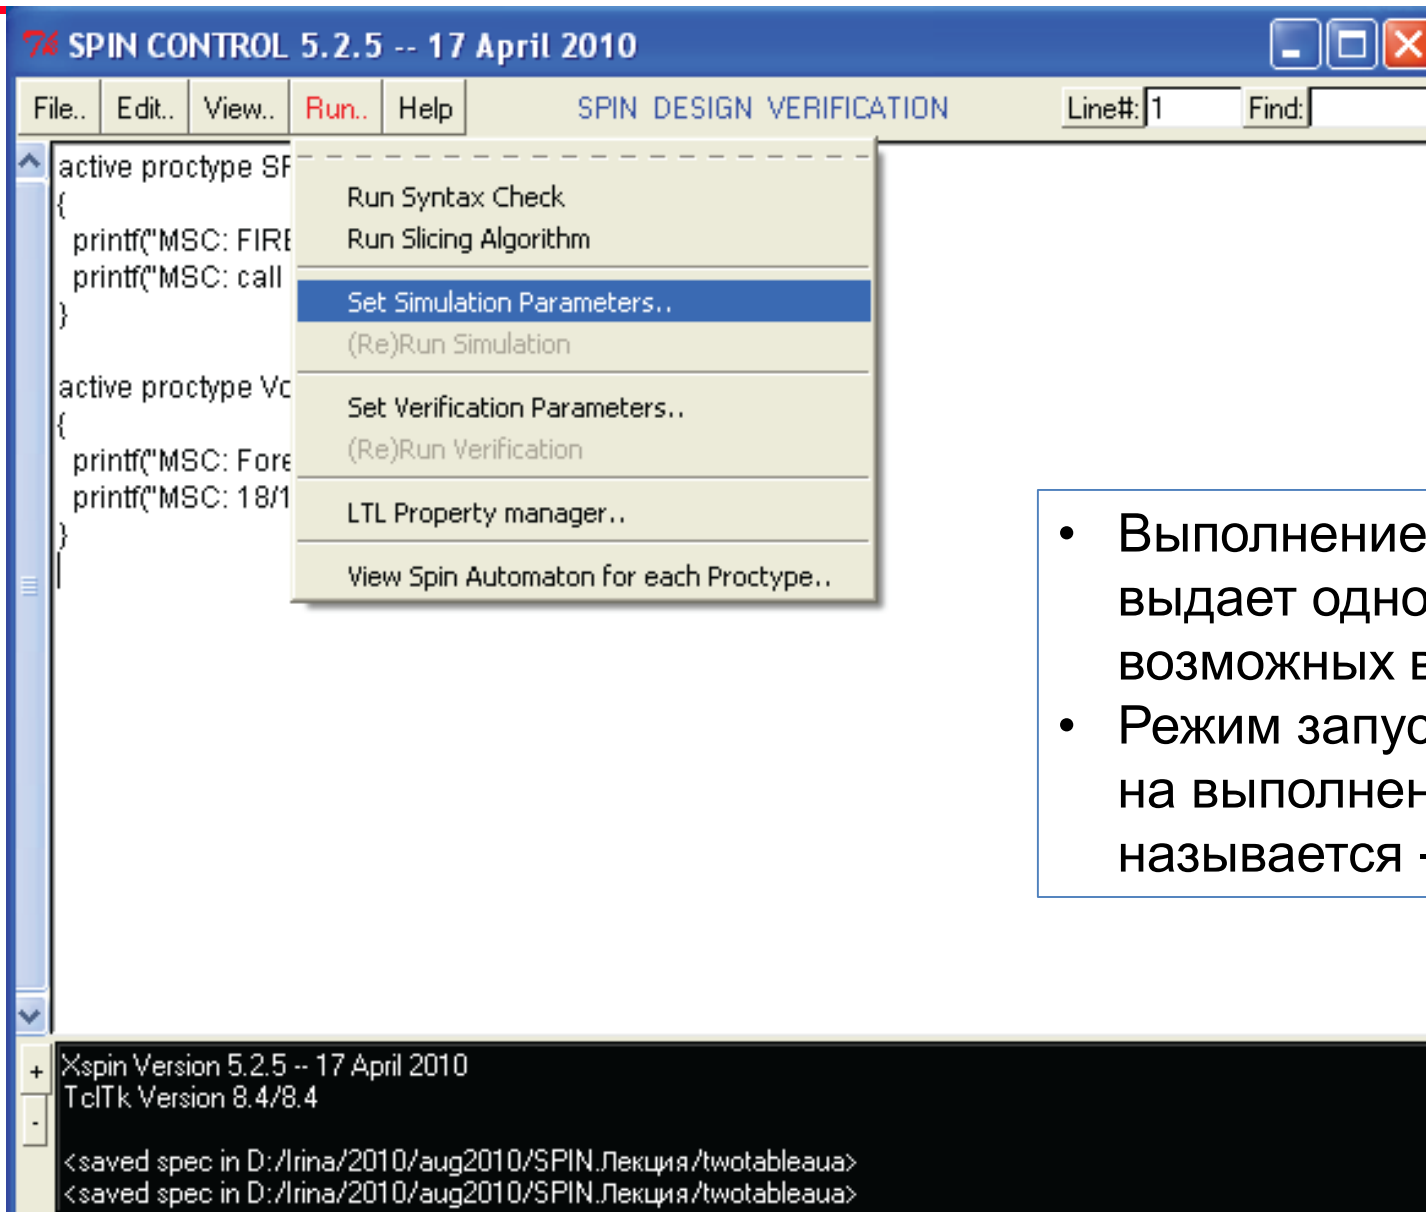 SPIN CONTROL 5.2.5 -- 17 April 2010
File.. Edit.. View.. Run.. Help SPIN DESIGN VERIFICATION Line#: 1 Find:
active proctype
{
printf("MSC: FIRE
printf("MSC: call
}
active proctype
{
printf("MSC: Fore
printf("MSC: 18/1
}
Run Syntax Check
Run Slicing Algorithm
Set Simulation Parameters..
(Re)Run Simulation
Set Verification Parameters..
(Re)Run Verification
LTL Property manager..
View Spin Automaton for each Proctype..
• Выполнение
выдает одно
возможных
• Режим
на
называется -
+ Xspin Version 5.2.5 -- 17 April 2010
TclTk Version 8.4/8.4
-
<saved spec in D:/Irina/2010/aug2010/SPIN.Лекция/twotableaua>
<saved spec in D:/Irina/2010/aug2010/SPIN.Лекция/twotableaua>